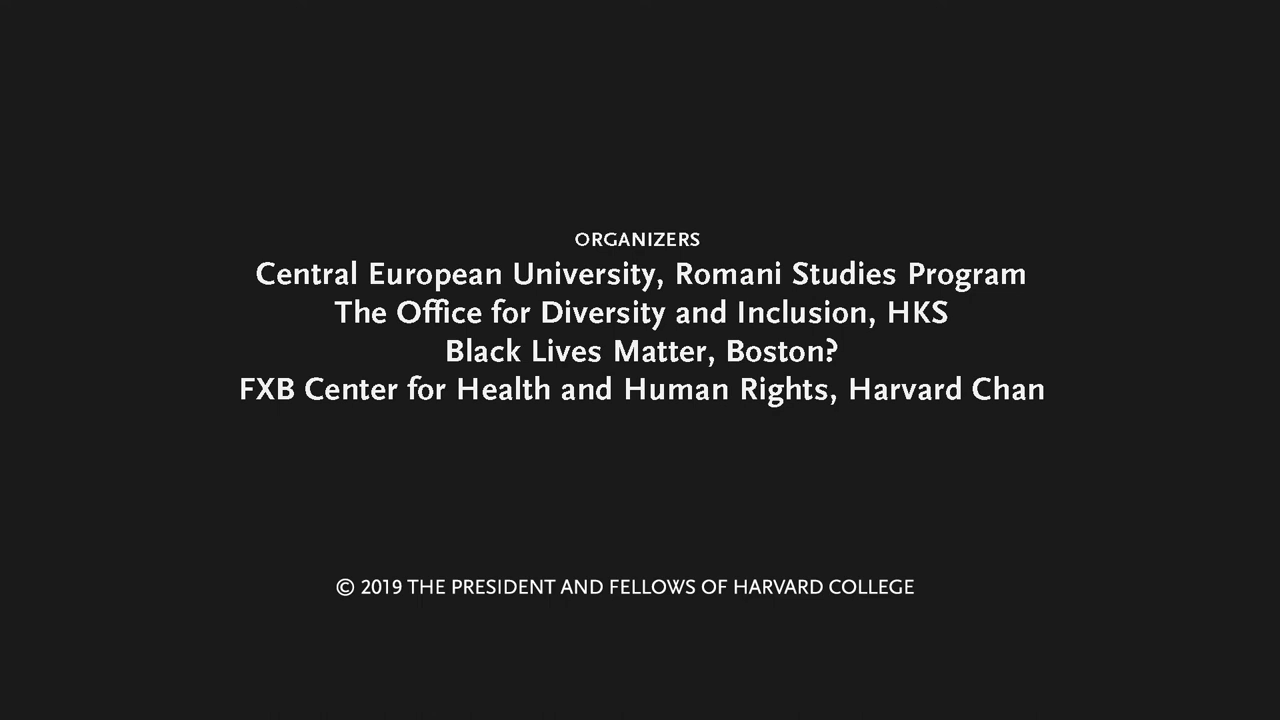 ORGANIZERS
Central European University, Romani Studies Program
The Office for Diversity and Inclusion, HKS
Black Lives Matter, Boston?
FXB Center for Health and Human Rights, Harvard Chan
© 2019 THE PRESIDENT AND FELLOWS OF HARVARD COLLEGE